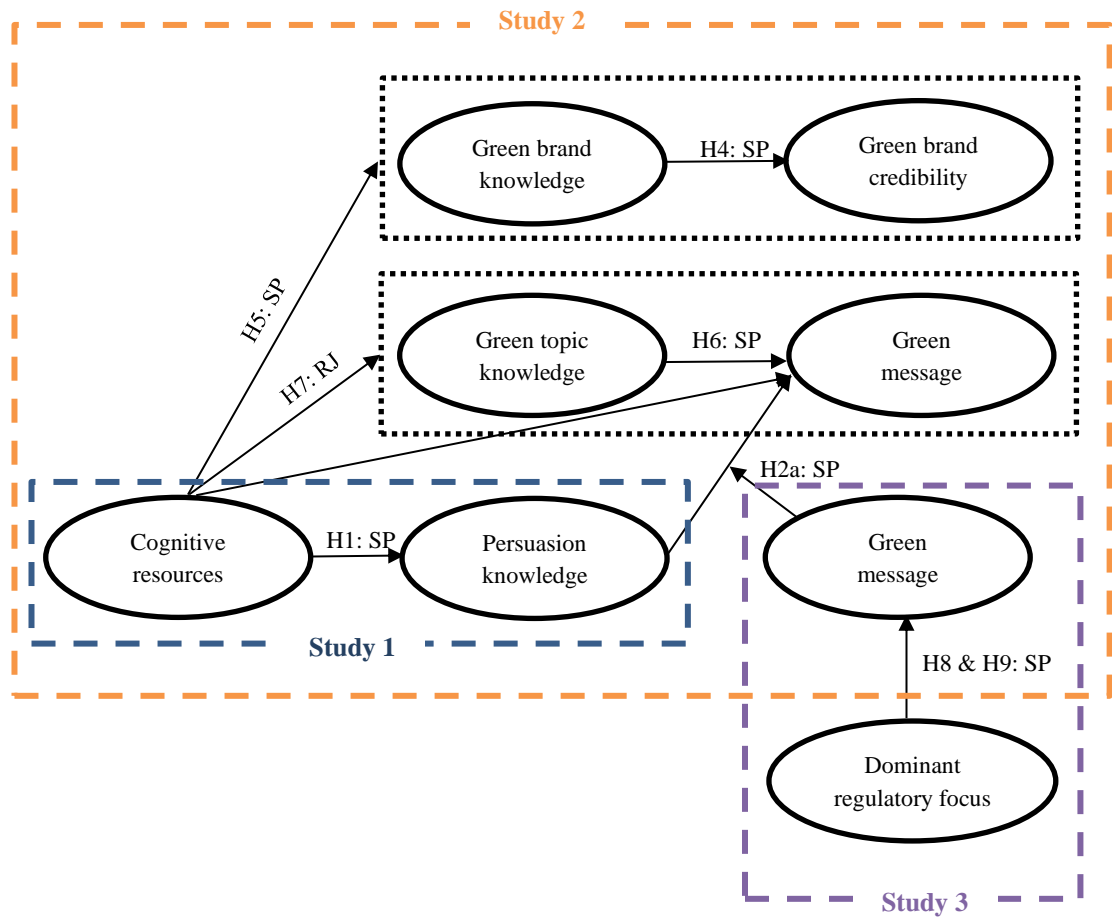 Study 2
Green brand
knowledge
H4: SP
Green brand
credibility
H5: SP
Green topic
knowledge
H6: SP
Green
message
H7: RJ
H2a: SP
Cognitive
resources
H1: SP
Persuasion
knowledge
Green
message
Study 1
H8 & H9: SP
Dominant
regulatory focus
Study 3